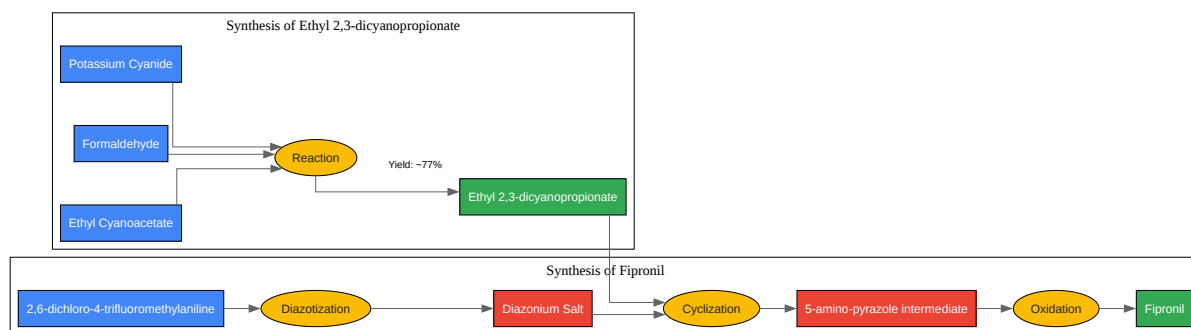 Synthesis of Ethyl 2,3-dicyanopropionate
Potassium Cyanide
Formaldehyde
Reaction
Yield: ~77%
Ethyl 2,3-dicyanopropionate
Ethyl Cyanoacetate
Synthesis of Fipronil
2,6-dichloro-4-trifluoromethylaniline
Diazotization
Diazonium Salt
Cyclization
5-amino-pyrazole intermediate
Oxidation
Fipronil